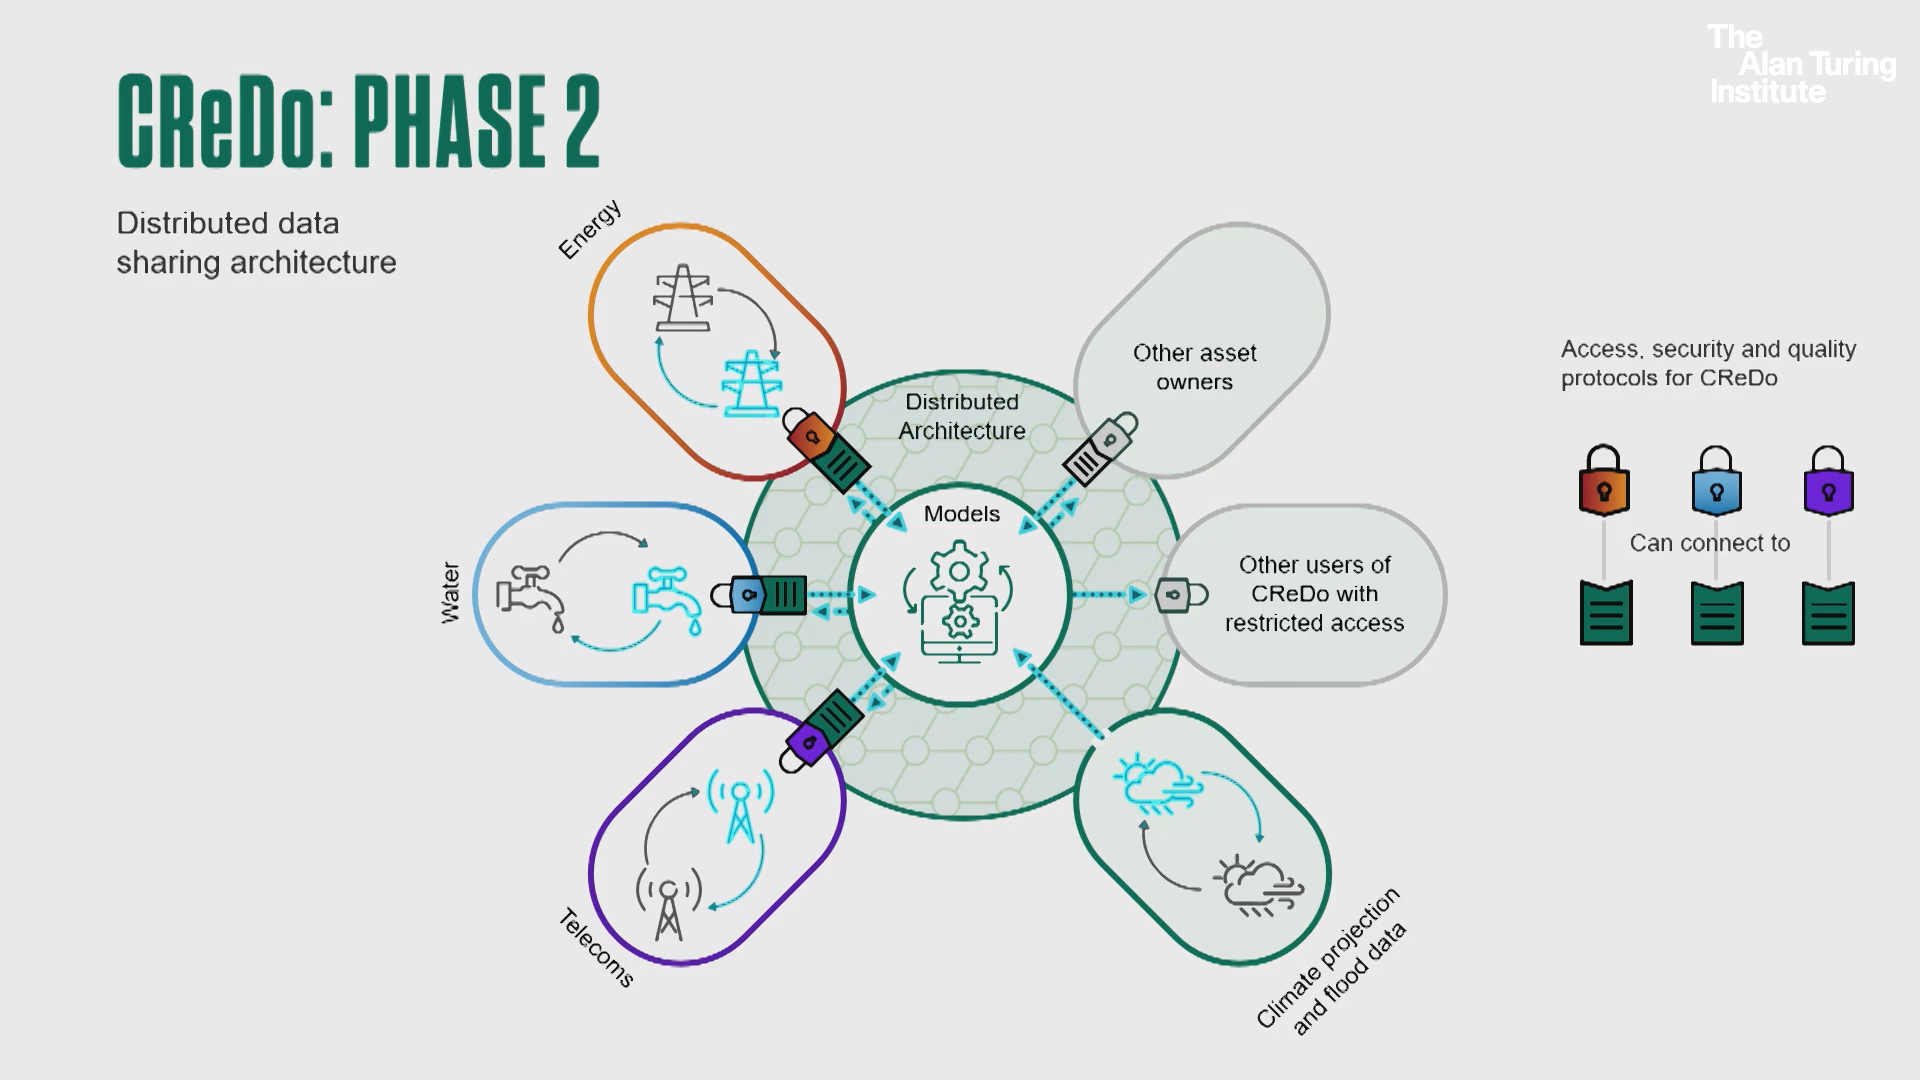 The
Alan Turing
Institute
CReDo: PHASE 2
Distributed data
sharing architecture
Energy
Other asset
owners
Distributed
Architecture
Access, security and quality
protocols for CReDo
Models
Can connect to
Water
Other users of
CReDo with
restricted access
Telecoms
Climate projection
and flood data